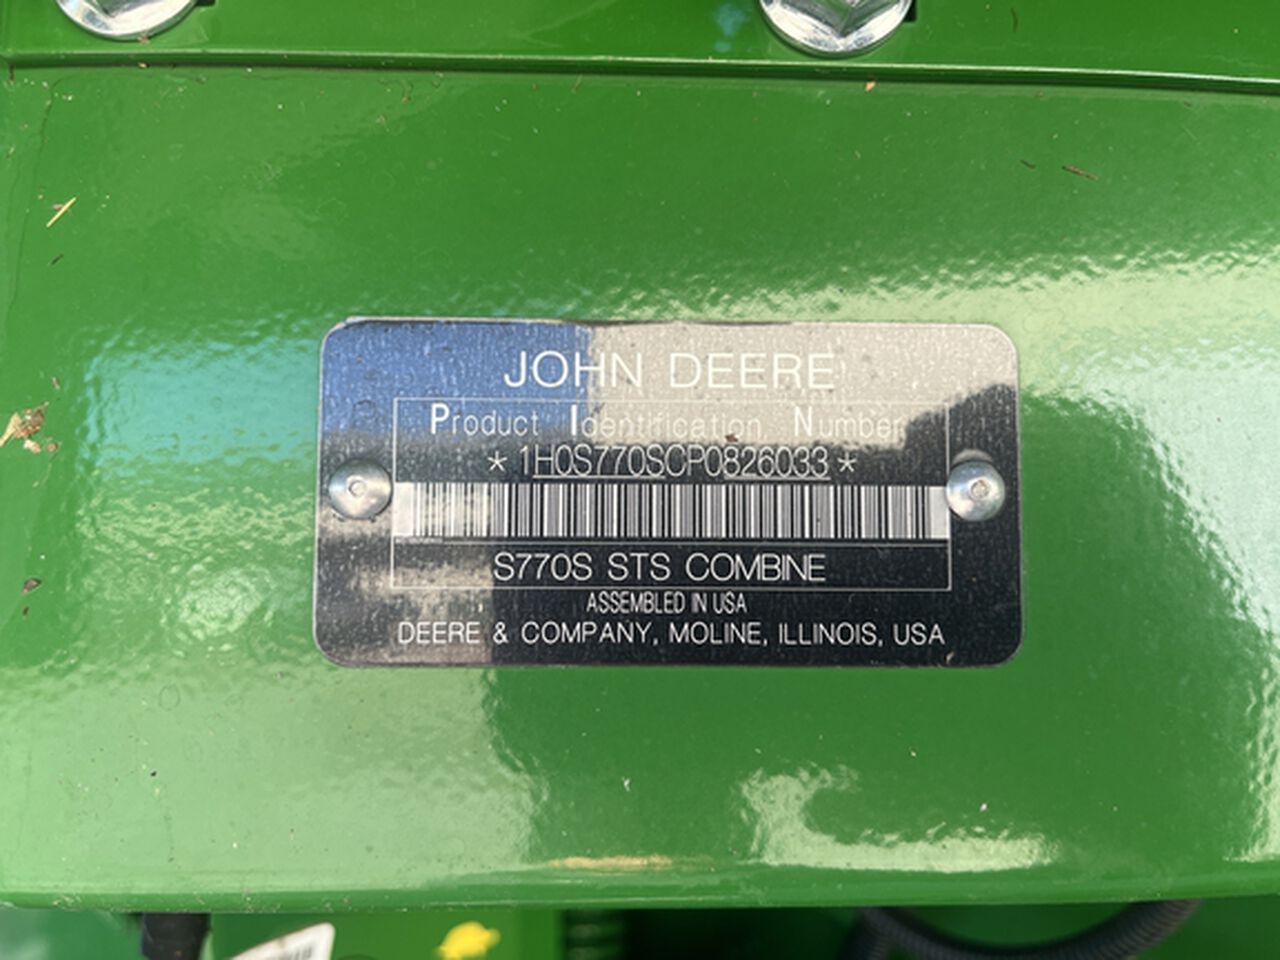 JOHN DEERE
Product Identification Number
*1H0S770SCP0826033*
S770S STS COMBINE
ASSEMBLED IN USA
DEERE & COMPANY, MOLINE, ILLINOIS, USA